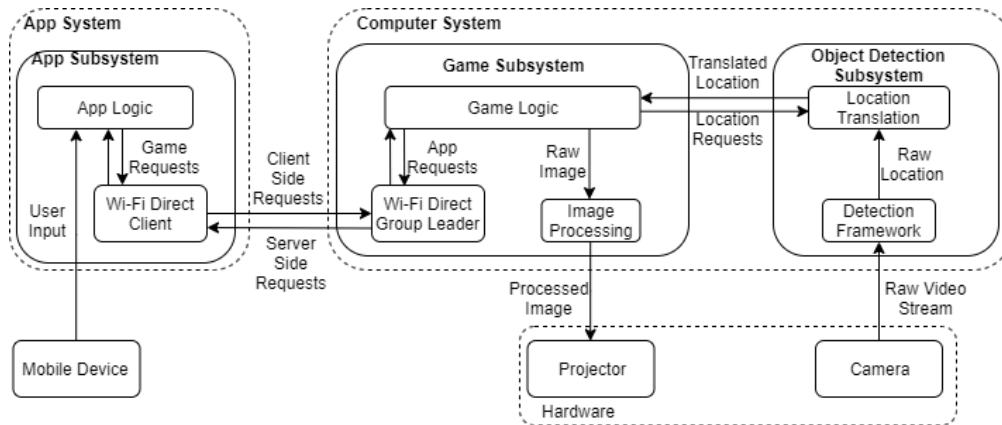 App System
App Subsystem
App Logic
Game
Requests
Wi-Fi Direct
Client
User
Input
Mobile Device
Client
Side
Requests
Server
Side
Requests
Computer System
Game Subsystem
Game Logic
App
Requests
Raw
Image
Wi-Fi Direct
Group Leader
Image
Processing
Translated
Location
Location
Requests
Object Detection
Subsystem
Location
Translation
Raw
Location
Detection
Framework
Processed
Image
Raw Video
Stream
Projector
Camera
Hardware